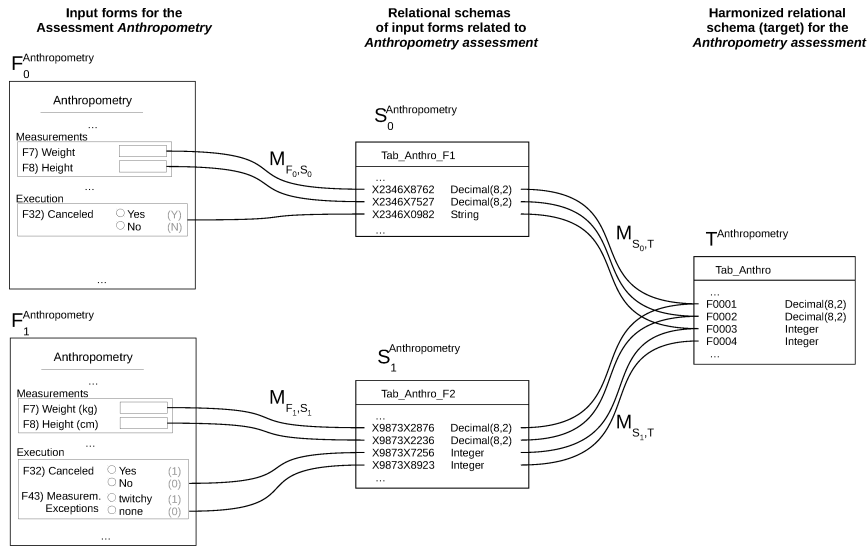 Input forms for the
Assessment Anthropometry
Relational schemas
of input forms related to
Anthropometry assessment
Harmonized relational
schema (target) for the
Anthropometry assessment
F0Anthropometry
Anthropometry
...
Measurements
F7) Weight
F8) Height
...
Execution
F32) Canceled Yes (Y)
No (N)
...
MF0,S0
S0Anthropometry
Tab_Anthro_F1
...
X2346X8762 Decimal(8,2)
X2346X7527 Decimal(8,2)
X2346X0982 String
...
MS0,T
TAnthropometry
Tab_Anthro
...
F0001 Decimal(8,2)
F0002 Decimal(8,2)
F0003 Integer
F0004 Integer
...
F1Anthropometry
Anthropometry
...
Measurements
F7) Weight (kg)
F8) Height (cm)
...
Execution
F32) Canceled Yes (1)
No (0)
F43) Measurem. twitchy (1)
Exceptions none (0)
...
MF1,S1
S1Anthropometry
Tab_Anthro_F2
...
X9873X2876 Decimal(8,2)
X9873X2236 Decimal(8,2)
X9873X7256 Integer
X9873X8923 Integer
...
MS1,T